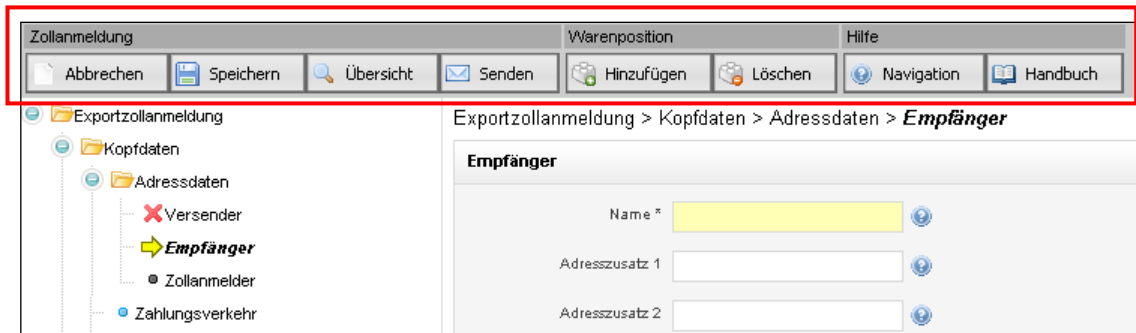 Zollanmeldung Warenposition Hilfe
Abbrechen Speichern Übersicht Senden Hinzufügen Löschen Navigation Handbuch
Exportzollanmeldung
Kopfdaten
Adressdaten
Versender
Empfänger
Zollanmelder
Zahlungsverkehr
Exportzollanmeldung > Kopfdaten > Adressdaten > Empfänger
Empfänger
Name *
Adresszusatz 1
Adresszusatz 2